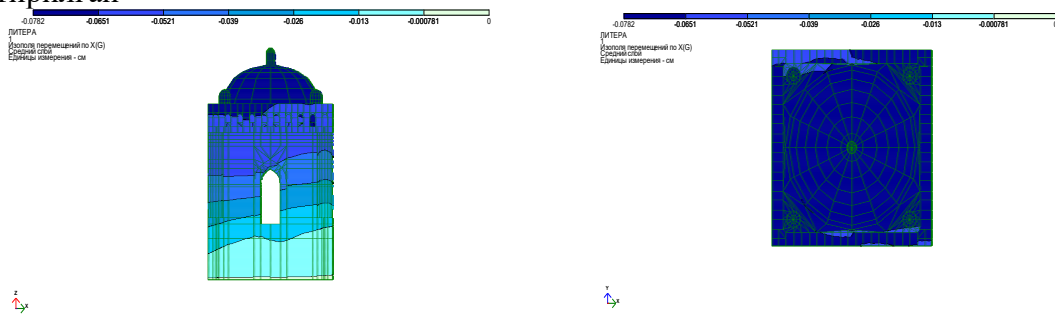 -0.0782 -0.0651 -0.0521 -0.039 -0.026 -0.013 -0.000781 0
ЛИТЕРА
1
Изополя перемещений по X(G)
Средний слой
Единицы измерения - см
Z
X
-0.0782 -0.0651 -0.0521 -0.039 -0.026 -0.013 -0.000781
ЛИТЕРА
1
Изополя перемещений по X(G)
Средний слой
Единицы измерения - см
Y
X